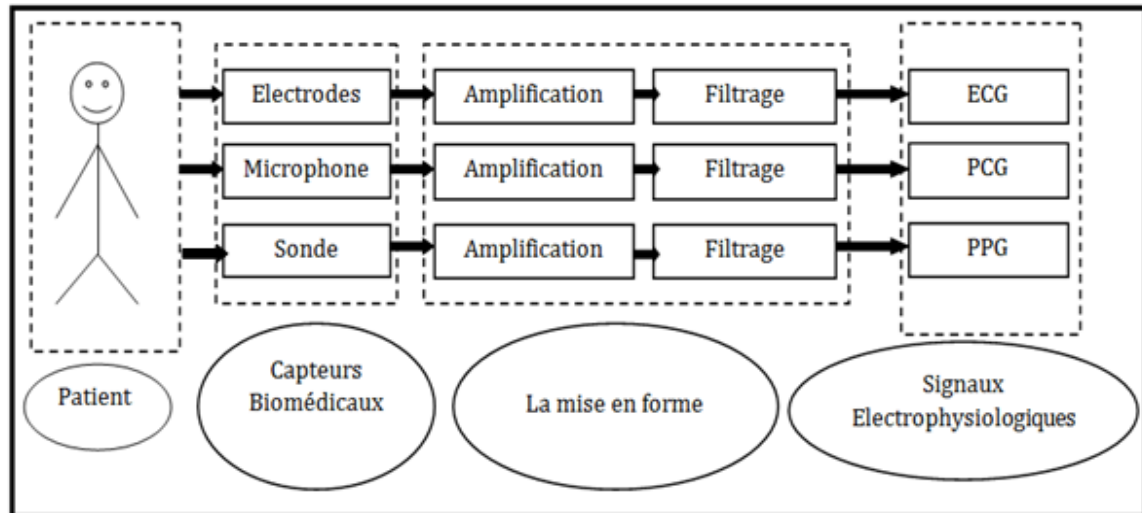 Electrodes Amplification Filtrage ECG
Microphone Amplification Filtrage PCG
Sonde Amplification Filtrage PPG
Patient
Capteurs
Biomédicaux
La mise en forme
Signaux
Electrophysiologiques